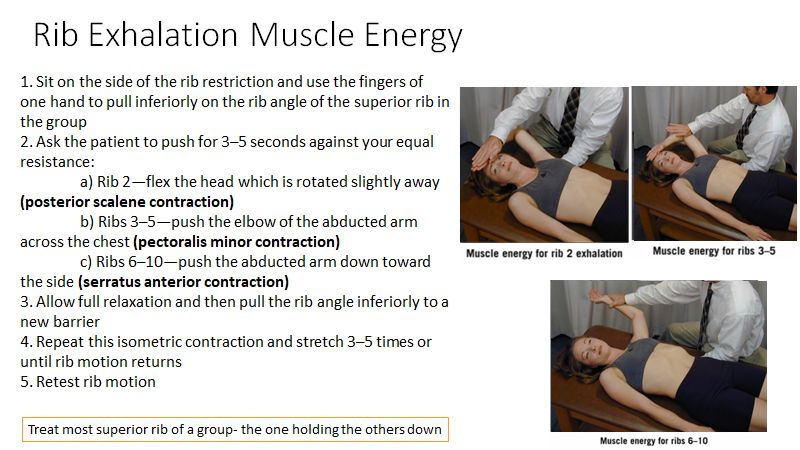 Rib Exhalation Muscle Energy
1. Sit on the side of the rib restriction and use the fingers of
one hand to pull inferiorly on the rib angle of the superior rib in
the group
2. Ask the patient to push for 3–5 seconds against your equal
resistance:
a) Rib 2—flex the head which is rotated slightly away
(posterior scalene contraction)
b) Ribs 3–5—push the elbow of the abducted arm
across the chest (pectoralis minor contraction)
c) Ribs 6–10—push the abducted arm down toward
the side (serratus anterior contraction)
3. Allow full relaxation and then pull the rib angle inferiorly to a
new barrier
4. Repeat this isometric contraction and stretch 3–5 times or
until rib motion returns
5. Retest rib motion
Treat most superior rib of a group- the one holding the others down
Muscle energy for rib 2 exhalation
Muscle energy for ribs 3–5
Muscle energy for ribs 6–10